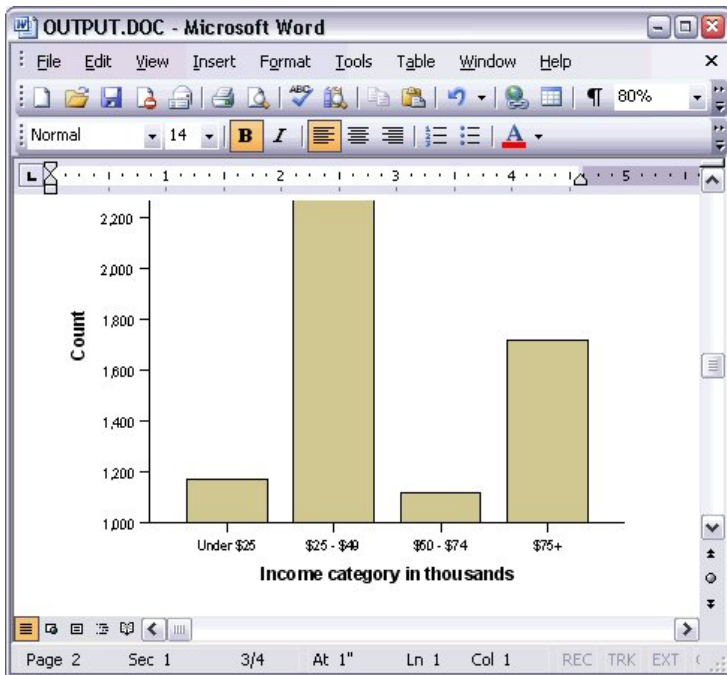 OUTPUT.DOC - Microsoft Word
File Edit View Insert Format Tools Table Window Help
ABC ¶ 80%
Normal 14 B I A
L 1 2 3 4 5
2,200
2,000
1,800
1,600
1,400
1,200
1,000
Count
Under $25 $25 - $49 $50 - $74 $75+
Income category in thousands
Page 2 Sec 1 3/4 At 1" Ln 1 Col 1 REC TRK EXT